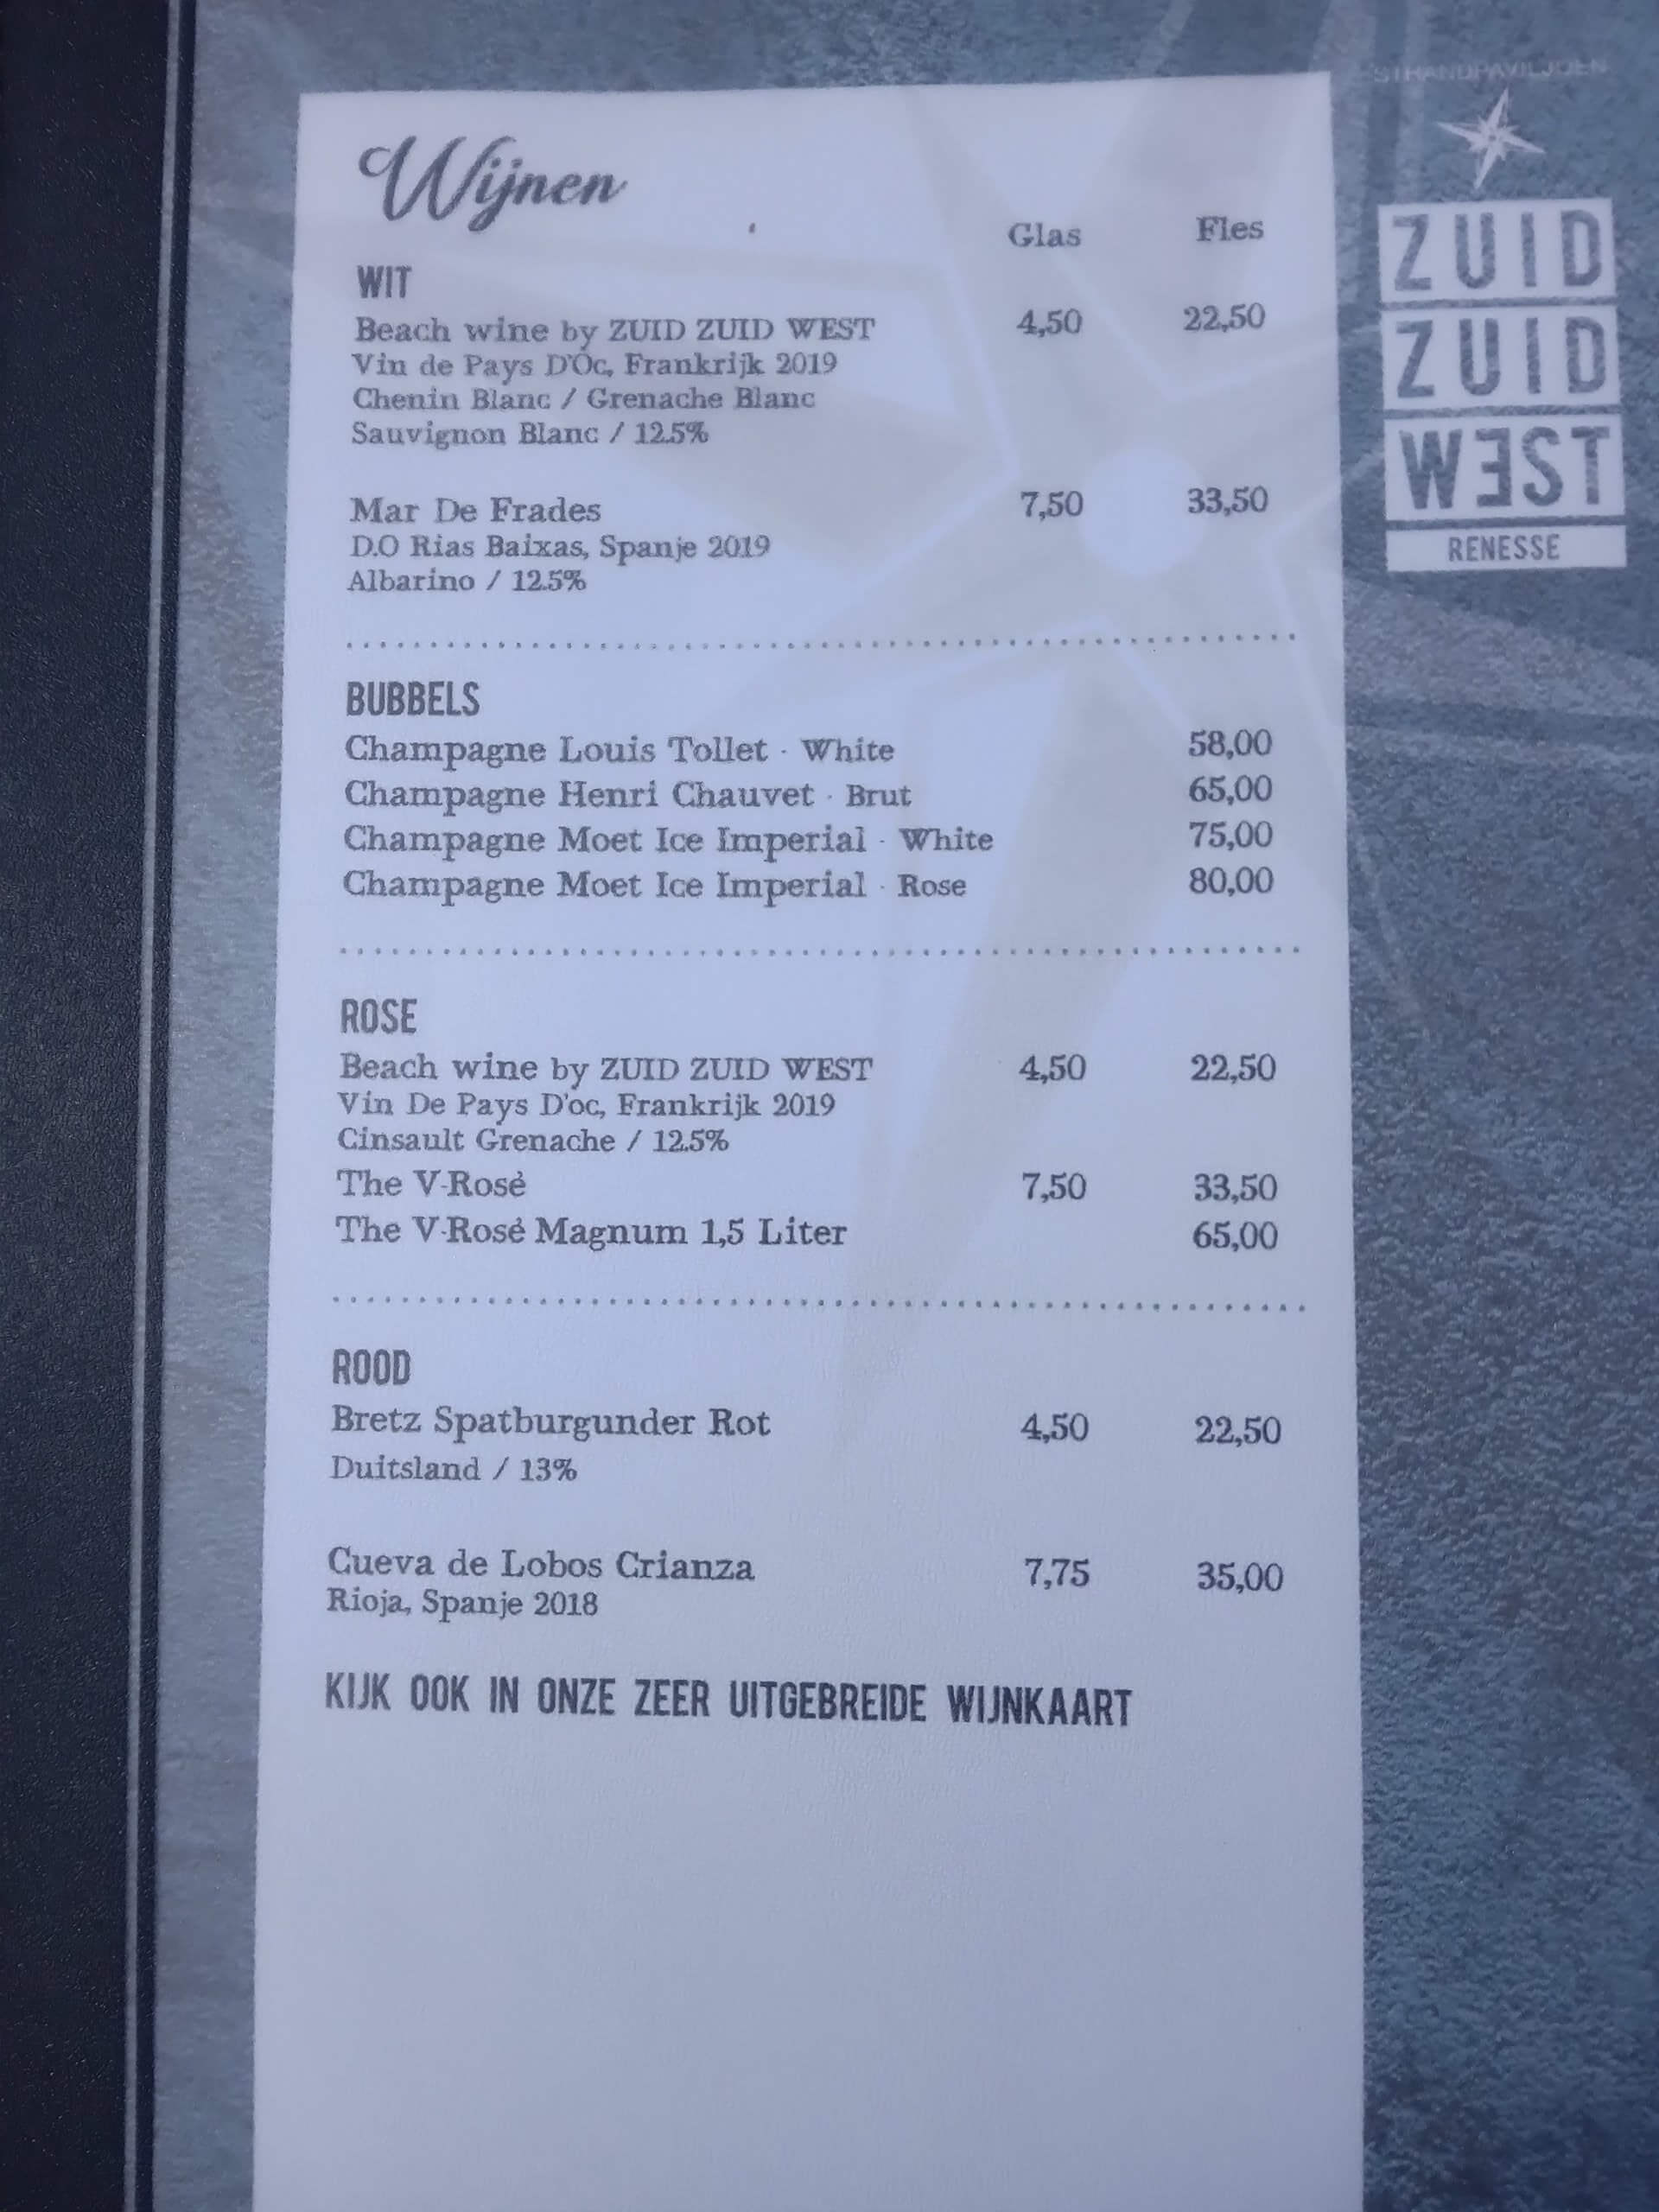 STRANDPAVILJOEN
ZUID
ZUID
WEST
RENESSE
Wijnen
Glas Fles
WIT
Beach wine by ZUID ZUID WEST 4,50 22,50
Vin de Pays D'Oc, Frankrijk 2019
Chenin Blanc / Grenache Blanc
Sauvignon Blanc / 12.5%
Mar De Frades 7,50 33,50
D.O Rias Baixas, Spanje 2019
Albarino / 12.5%
BUBBELS
Champagne Louis Tollet · White 58,00
Champagne Henri Chauvet · Brut 65,00
Champagne Moet Ice Imperial · White 75,00
Champagne Moet Ice Imperial · Rose 80,00
ROSE
Beach wine by ZUID ZUID WEST 4,50 22,50
Vin De Pays D'oc, Frankrijk 2019
Cinsault Grenache / 12.5%
The V-Rosé 7,50 33,50
The V-Rosé Magnum 1,5 Liter 65,00
ROOD
Bretz Spatburgunder Rot 4,50 22,50
Duitsland / 13%
Cueva de Lobos Crianza 7,75 35,00
Rioja, Spanje 2018
KIJK OOK IN ONZE ZEER UITGEBREIDE WIJNKAART